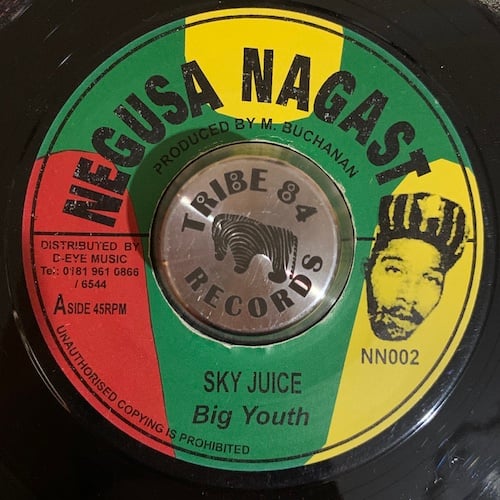 NEGUSA NAGAST
PRODUCED BY M. BUCHANAN
TRIBE 84
RECORDS
DISTRIBUTED BY
D-EYE MUSIC
Tel: 0181 961 0866
/ 6544
A SIDE 45RPM
NN002
SKY JUICE
Big Youth
UNAUTHORISED COPYING IS PROHIBITED